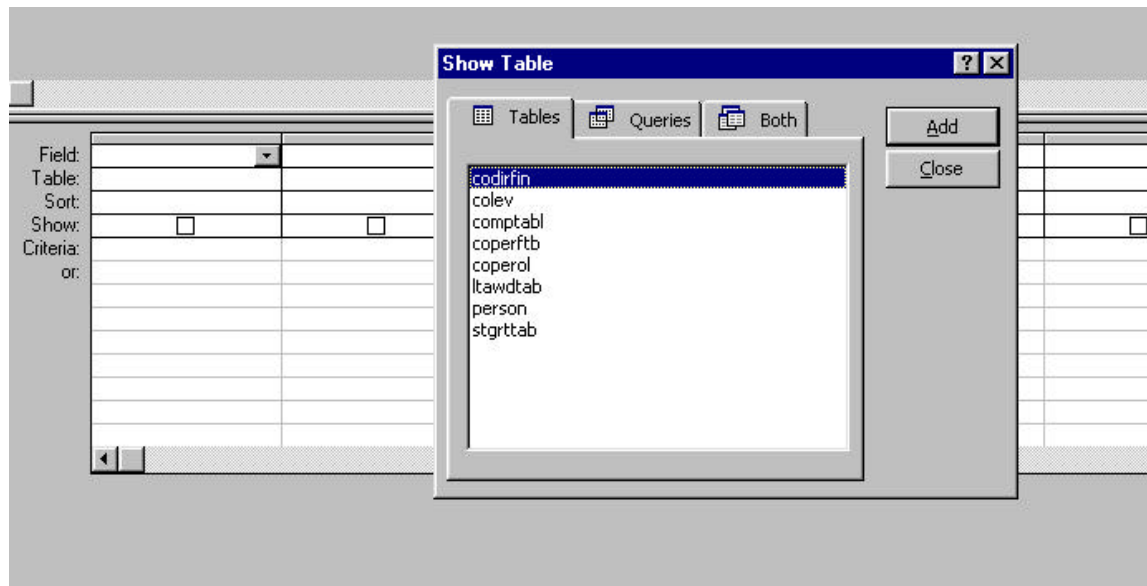 Show Table
Tables Queries Both
Add
Close
codirfin
colev
comptabl
coperftb
coperol
ltawdtab
person
stgrttab
Field:
Table:
Sort:
Show:
Criteria:
or: